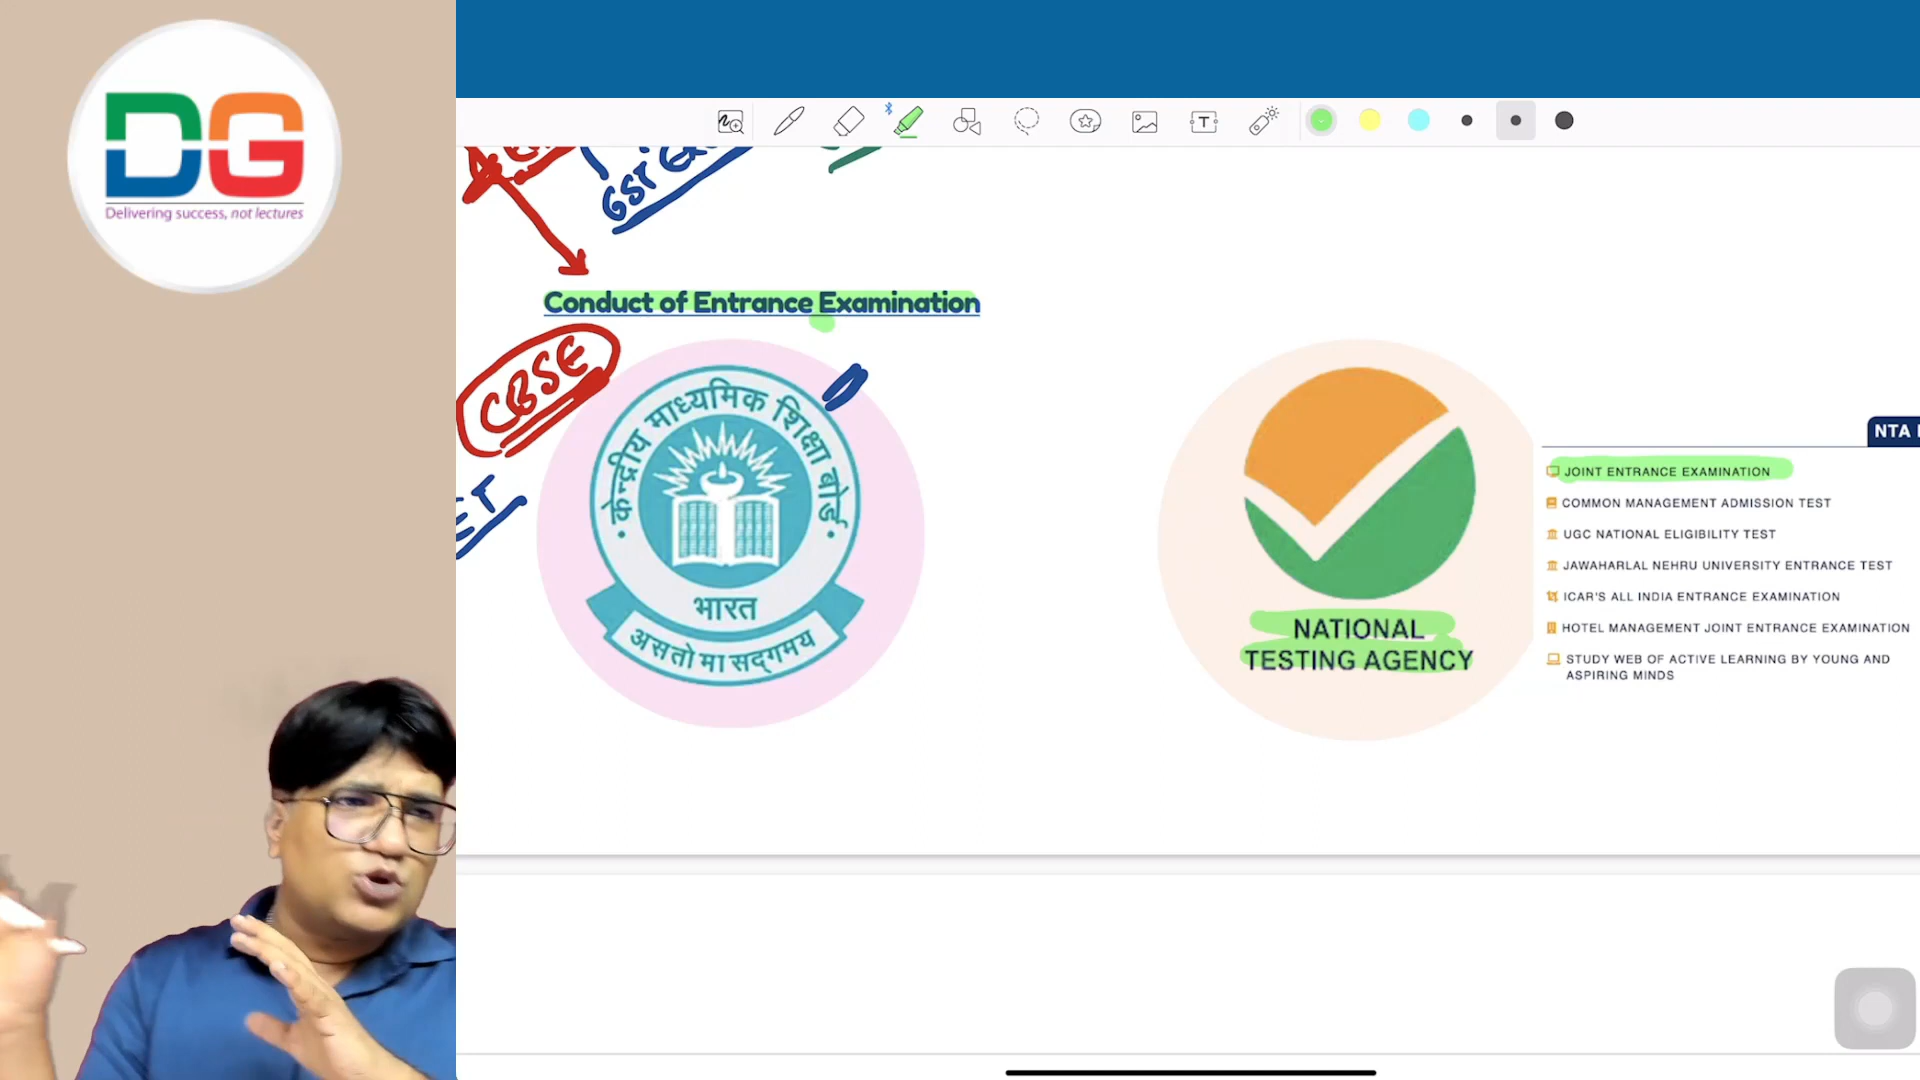 DG
Delivering success, not lectures
T
GST
Conduct of Entrance Examination
CBSE
केन्द्रीय माध्यमिक शिक्षा बोर्ड
भारत
असतो मा सद्गमय
NATIONAL
TESTING AGENCY
NTA
JOINT ENTRANCE EXAMINATION
COMMON MANAGEMENT ADMISSION TEST
UGC NATIONAL ELIGIBILITY TEST
JAWAHARLAL NEHRU UNIVERSITY ENTRANCE TEST
ICAR'S ALL INDIA ENTRANCE EXAMINATION
HOTEL MANAGEMENT JOINT ENTRANCE EXAMINATION
STUDY WEB OF ACTIVE LEARNING BY YOUNG AND
ASPIRING MINDS